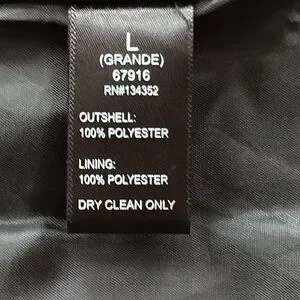 L
(GRANDE)
67916
RN#134352
OUTSHELL:
100% POLYESTER
LINING:
100% POLYESTER
DRY CLEAN ONLY